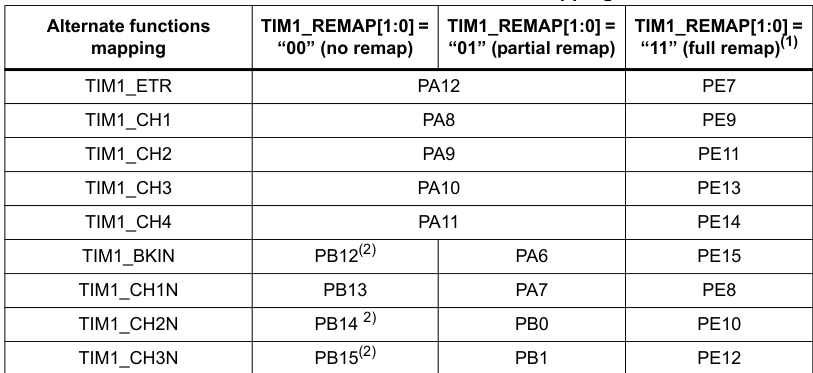 Alternate functions mapping | TIM1_REMAP[1:0] = “00” (no remap) | TIM1_REMAP[1:0] = “01” (partial remap) | TIM1_REMAP[1:0] = “11” (full remap)(1)
TIM1_ETR | PA12 | PE7
TIM1_CH1 | PA8 | PE9
TIM1_CH2 | PA9 | PE11
TIM1_CH3 | PA10 | PE13
TIM1_CH4 | PA11 | PE14
TIM1_BKIN | PB12(2) | PA6 | PE15
TIM1_CH1N | PB13 | PA7 | PE8
TIM1_CH2N | PB14 2) | PB0 | PE10
TIM1_CH3N | PB15(2) | PB1 | PE12